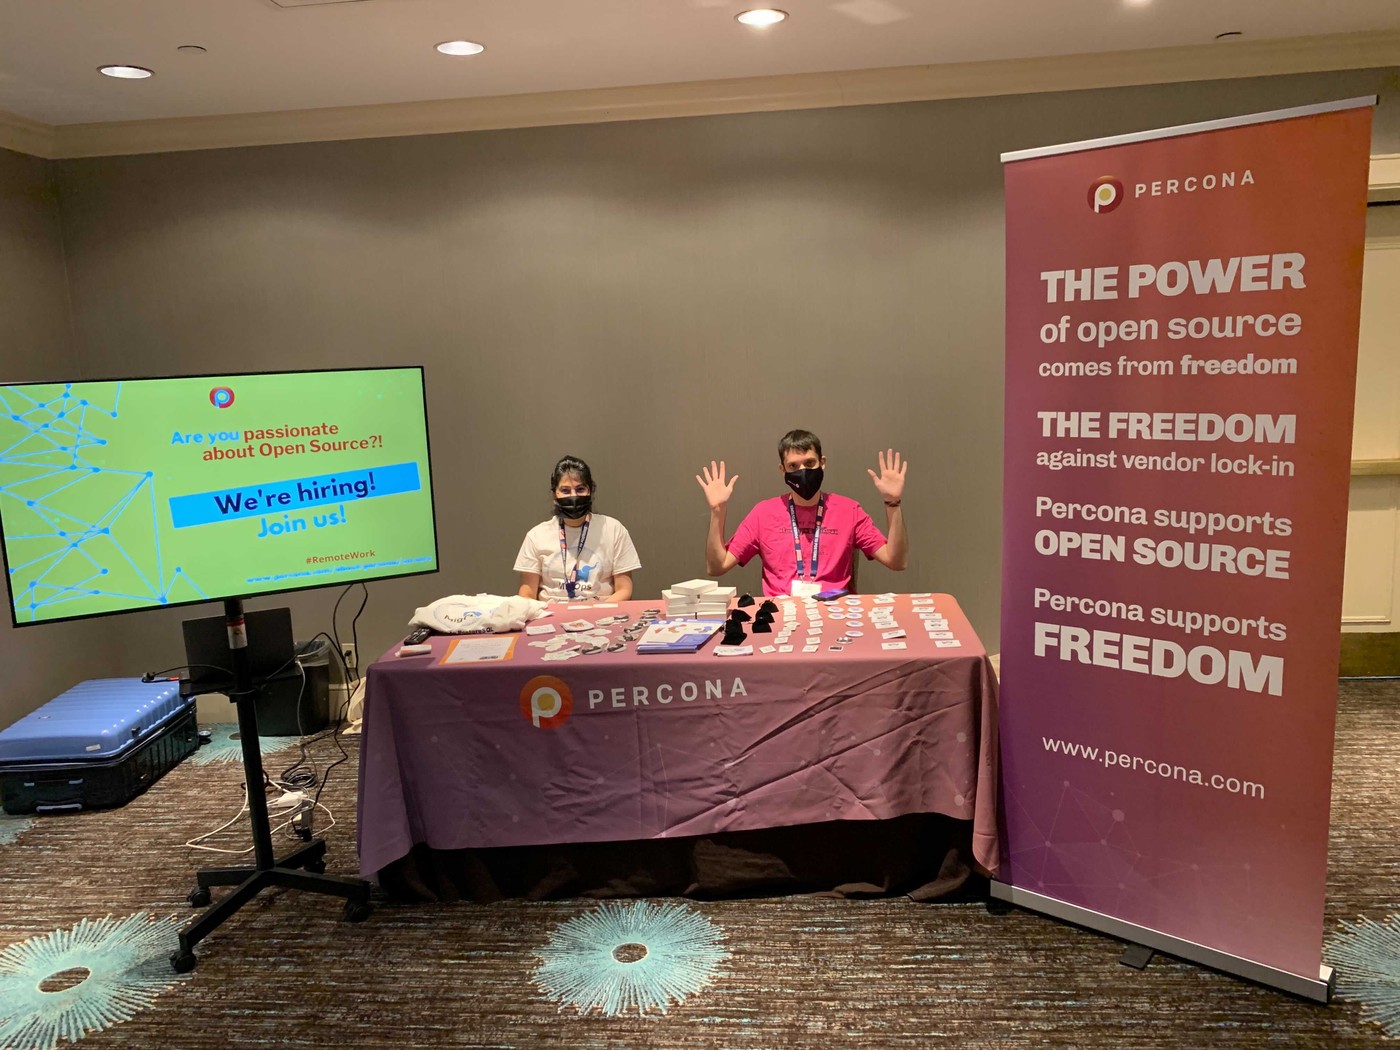 Are you passionate
about Open Source?!
We're hiring!
Join us!
#RemoteWork
PERCONA
PERCONA
THE POWER
of open source
comes from freedom
THE FREEDOM
against vendor lock-in
Percona supports
OPEN SOURCE
Percona supports
FREEDOM
www.percona.com